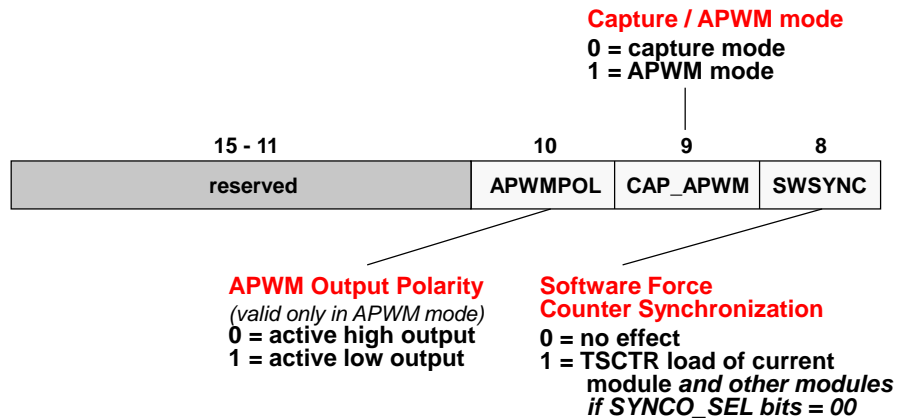 Capture / APWM mode
0 = capture mode
1 = APWM mode
15 - 11
10
9
8
reserved
APWMPOL
CAP_APWM
SWSYNC
APWM Output Polarity
(valid only in APWM mode)
0 = active high output
1 = active low output
Software Force
Counter Synchronization
0 = no effect
1 = TSCTR load of current
module and other modules
if SYNCO_SEL bits = 00